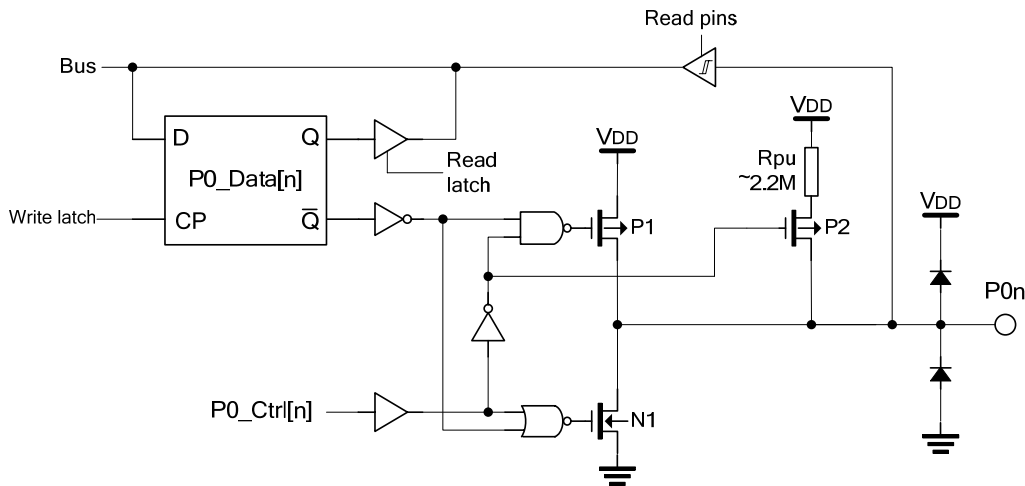 Read pins
Bus
VDD
VDD
D
Q
Read
latch
Rpu
~2.2M
P0_Data[n]
VDD
Write latch
CP
Q
P1
P2
P0n
P0_Ctrl[n]
N1